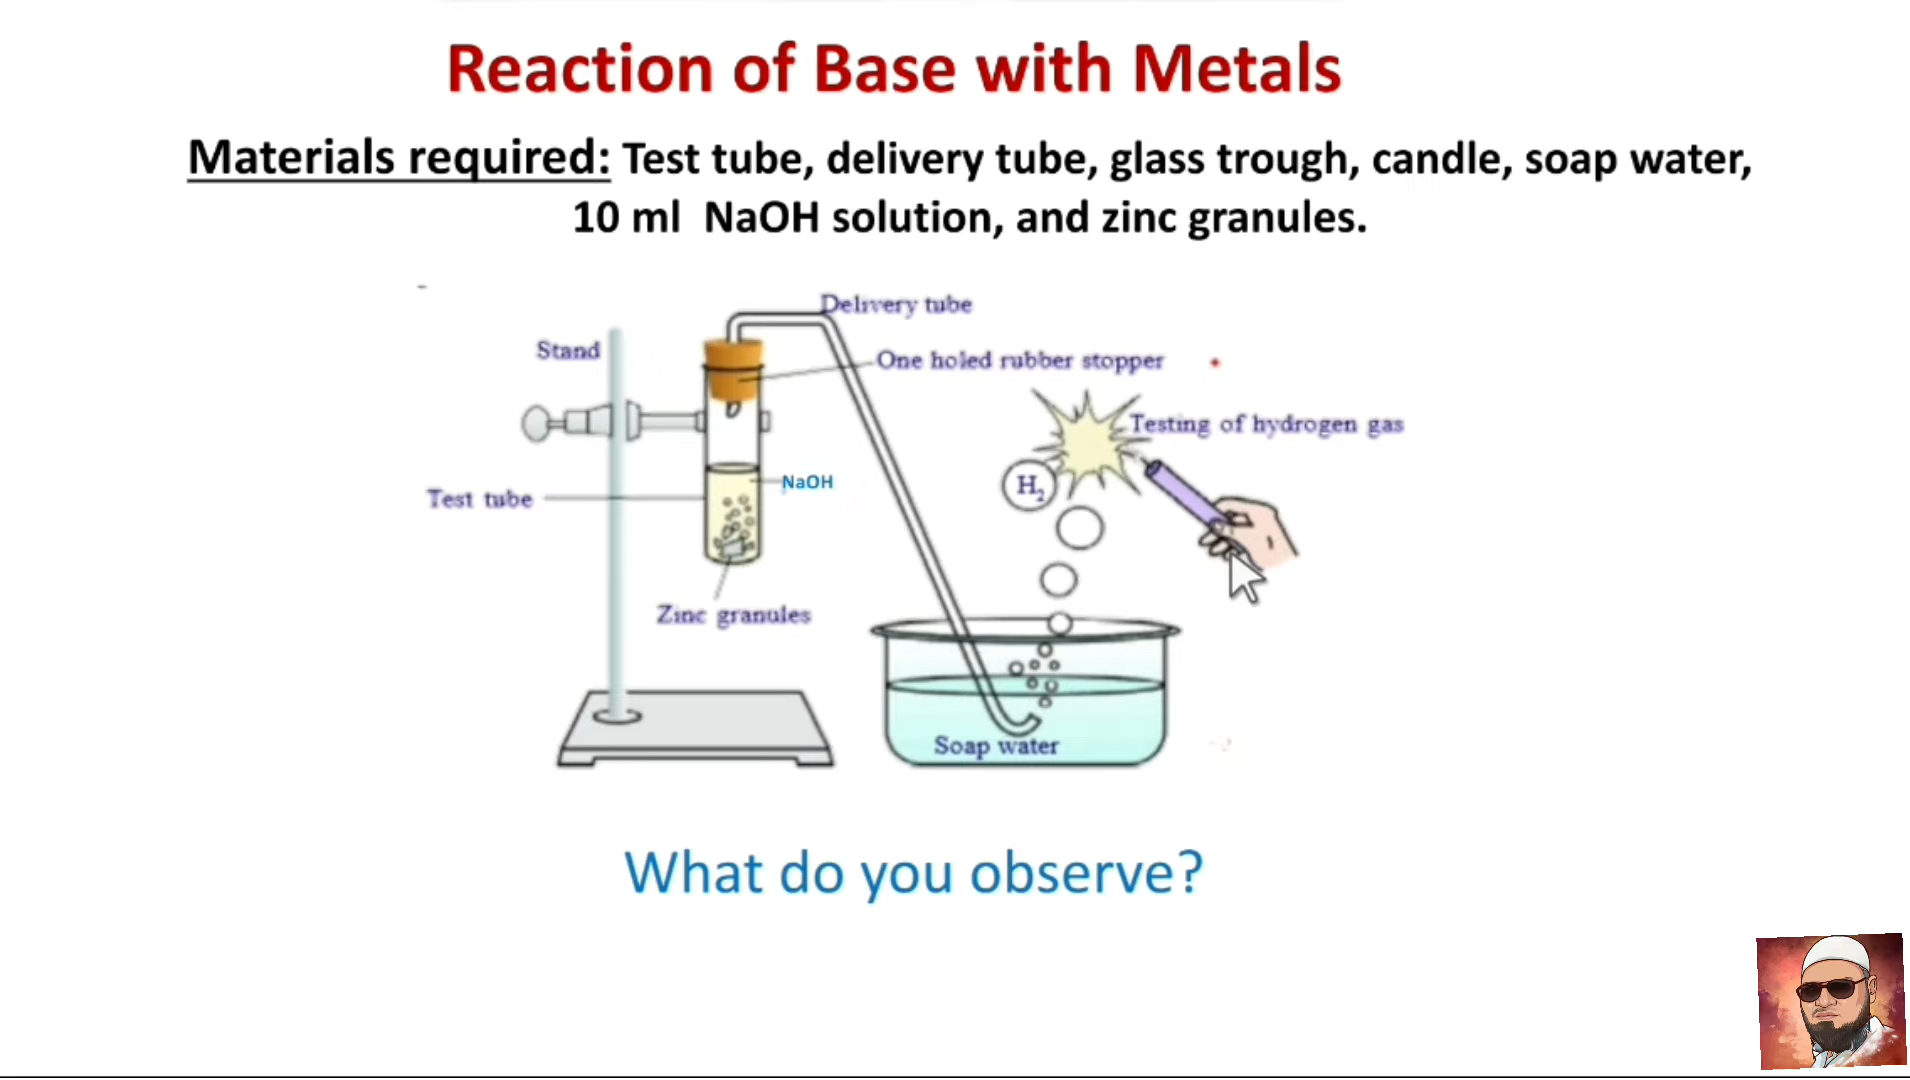 Reaction of Base with Metals
Materials required: Test tube, delivery tube, glass trough, candle, soap water,
10 ml NaOH solution, and zinc granules.
Delivery tube
Stand
One holed rubber stopper
Testing of hydrogen gas
NaOH
H₂
Test tube
Zinc granules
Soap water
What do you observe?